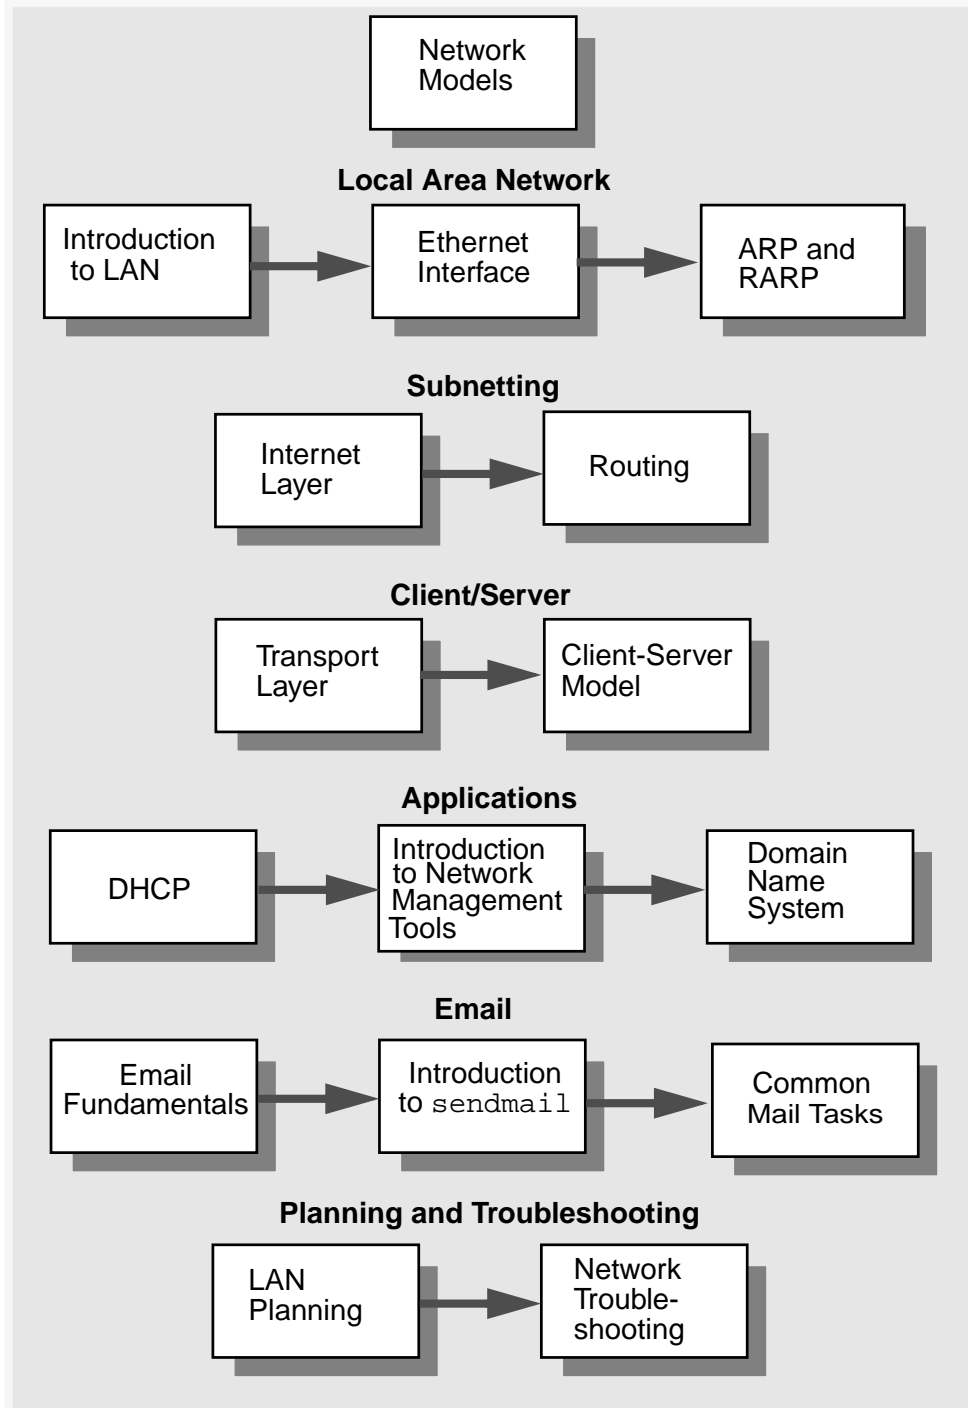 Network
Models
Local Area Network
Introduction
to LAN
Ethernet
Interface
ARP and
RARP
Subnetting
Internet
Layer
Routing
Client/Server
Transport
Layer
Client-Server
Model
Applications
DHCP
Introduction
to Network
Management
Tools
Domain
Name
System
Email
Email
Fundamentals
Introduction
to sendmail
Common
Mail Tasks
Planning and Troubleshooting
LAN
Planning
Network
Trouble-
shooting